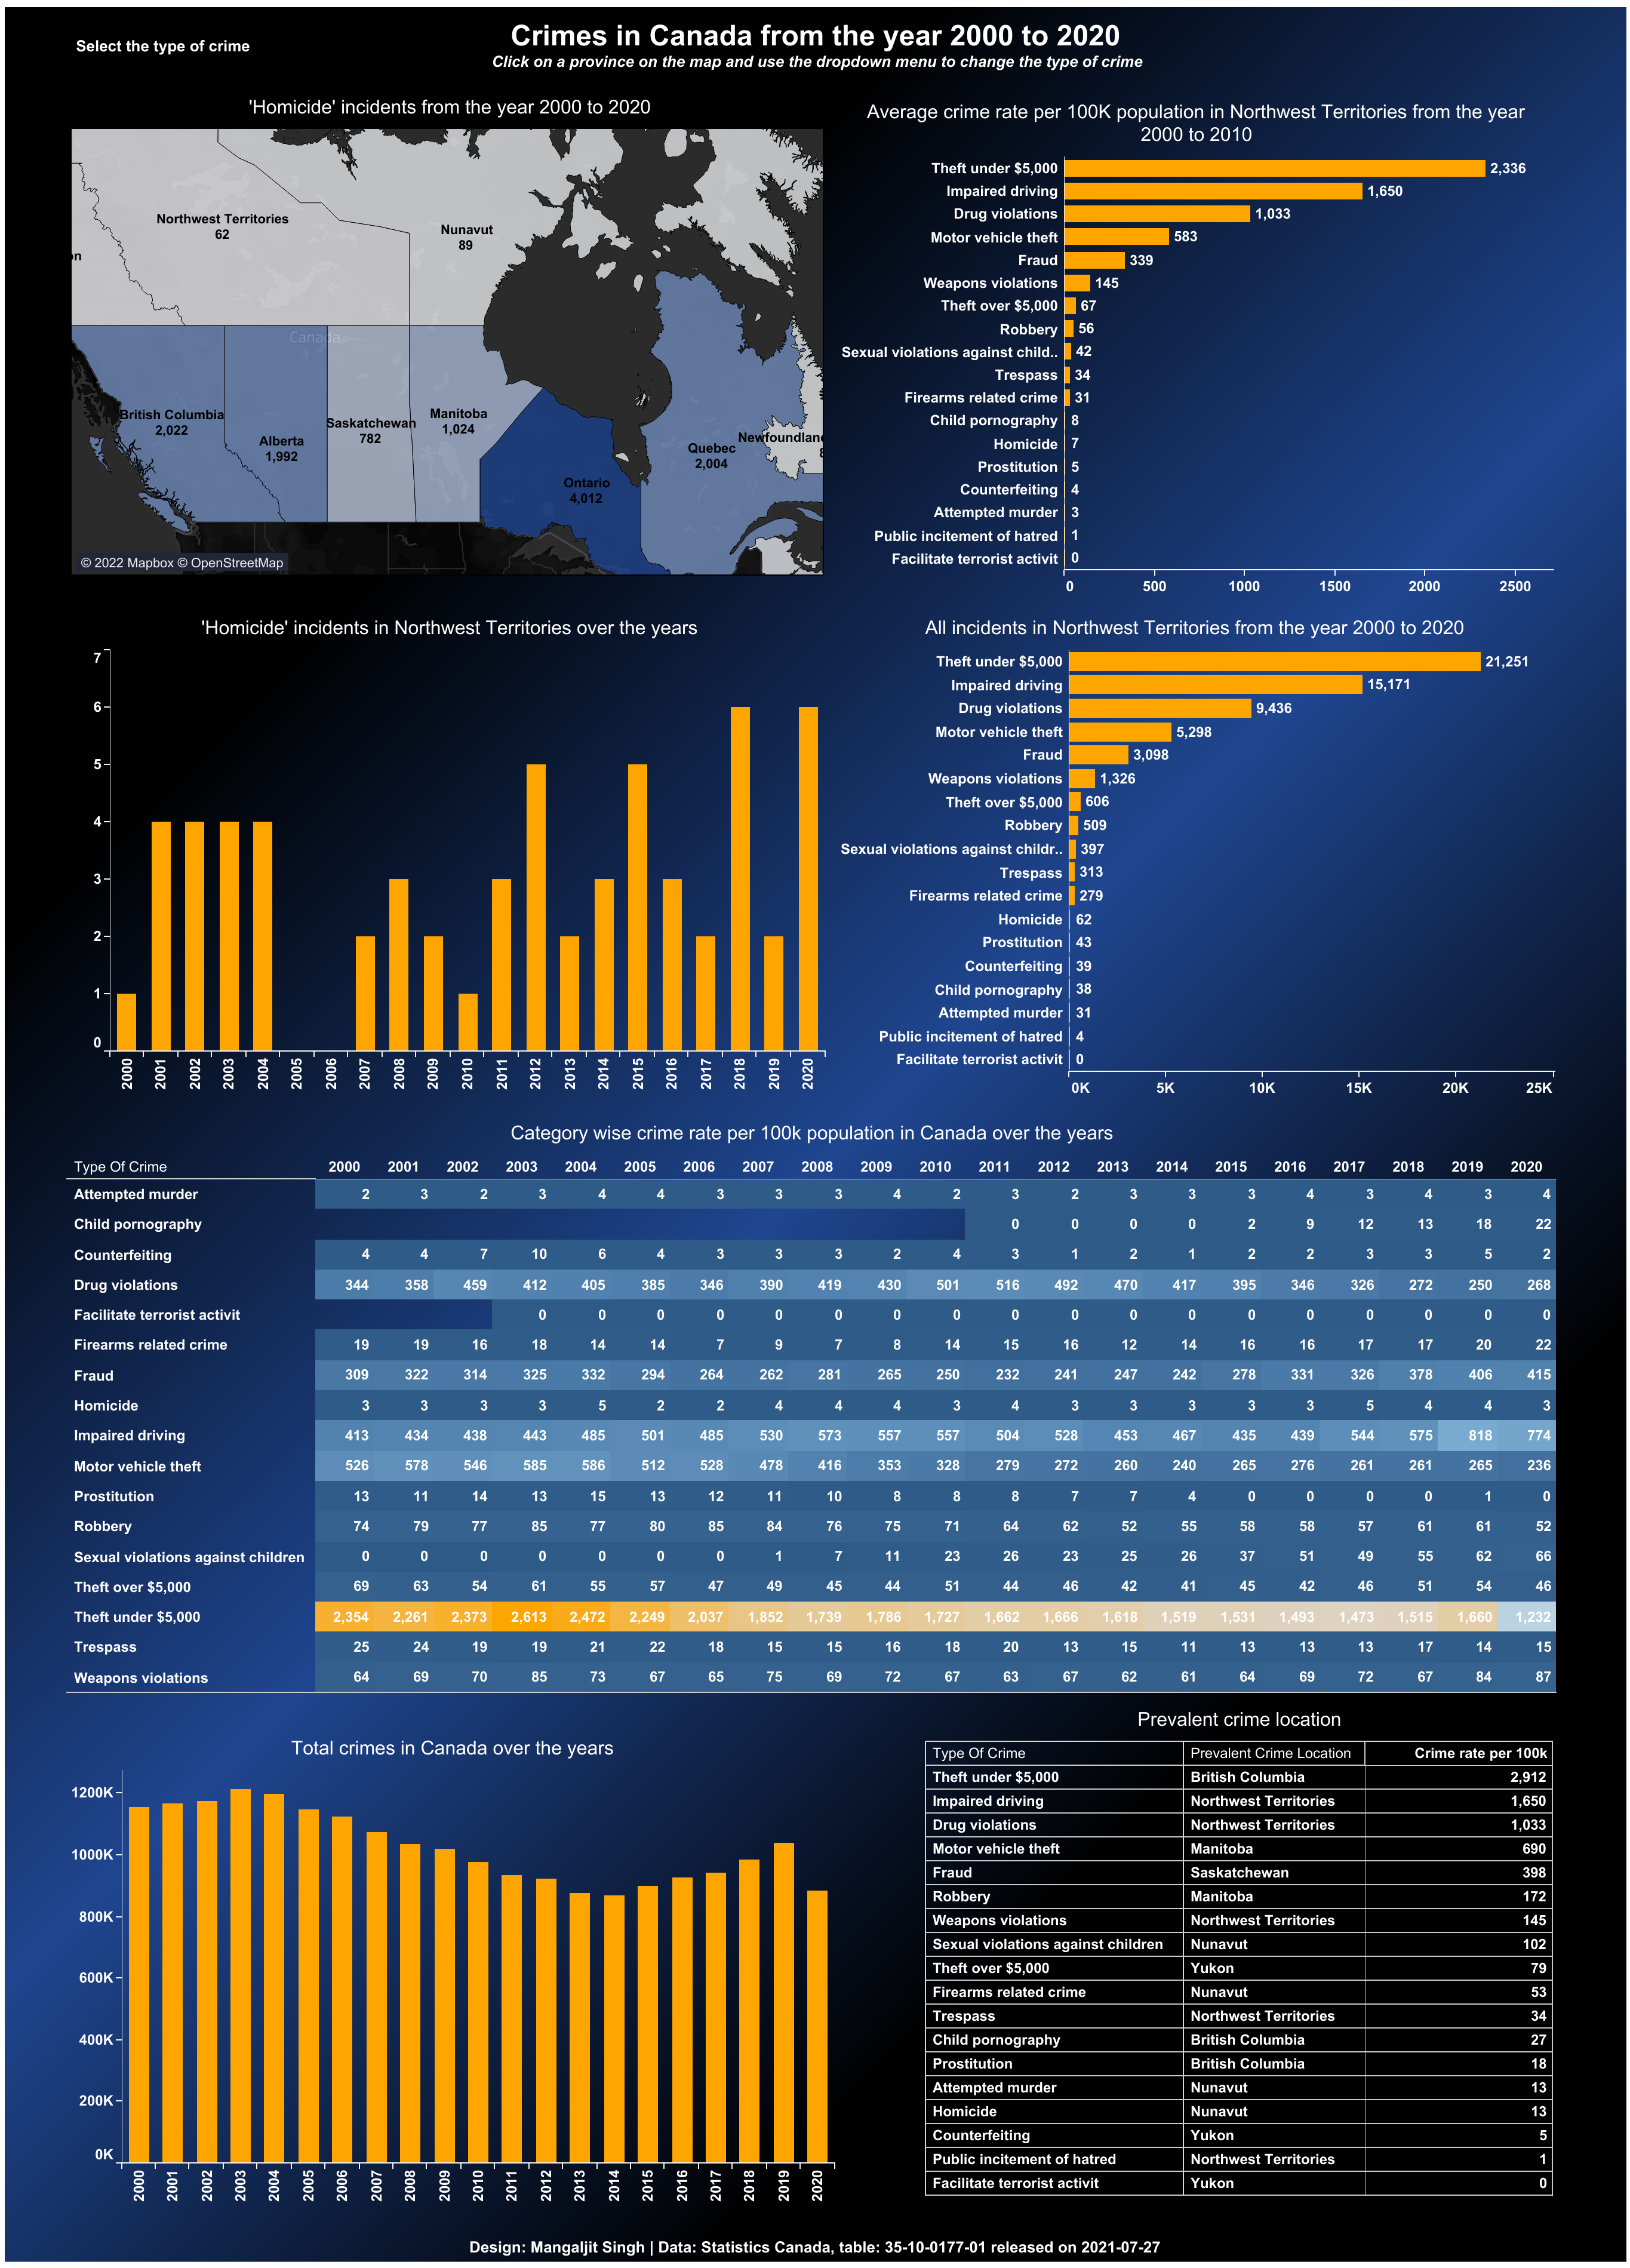 Select the type of crime
Crimes in Canada from the year 2000 to 2020
Click on a province on the map and use the dropdown menu to change the type of crime
'Homicide' incidents from the year 2000 to 2020
Northwest Territories
62
Nunavut
89
on
Canada
British Columbia
2,022
Alberta
1,992
Saskatchewan
782
Manitoba
1,024
Ontario
4,012
Quebec
2,004
Newfoundlan
© 2022 Mapbox © OpenStreetMap
Average crime rate per 100K population in Northwest Territories from the year
2000 to 2010
Theft under $5,000 2,336
Impaired driving 1,650
Drug violations 1,033
Motor vehicle theft 583
Fraud 339
Weapons violations 145
Theft over $5,000 67
Robbery 56
Sexual violations against child.. 42
Trespass 34
Firearms related crime 31
Child pornography 8
Homicide 7
Prostitution 5
Counterfeiting 4
Attempted murder 3
Public incitement of hatred 1
Facilitate terrorist activit 0
0 500 1000 1500 2000 2500
'Homicide' incidents in Northwest Territories over the years
7
6
5
4
3
2
1
0
2000 2001 2002 2003 2004 2005 2006 2007 2008 2009 2010 2011 2012 2013 2014 2015 2016 2017 2018 2019 2020
All incidents in Northwest Territories from the year 2000 to 2020
Theft under $5,000 21,251
Impaired driving 15,171
Drug violations 9,436
Motor vehicle theft 5,298
Fraud 3,098
Weapons violations 1,326
Theft over $5,000 606
Robbery 509
Sexual violations against childr.. 397
Trespass 313
Firearms related crime 279
Homicide 62
Prostitution 43
Counterfeiting 39
Child pornography 38
Attempted murder 31
Public incitement of hatred 4
Facilitate terrorist activit 0
0K 5K 10K 15K 20K 25K
Category wise crime rate per 100k population in Canada over the years
Type Of Crime 2000 2001 2002 2003 2004 2005 2006 2007 2008 2009 2010 2011 2012 2013 2014 2015 2016 2017 2018 2019 2020
Attempted murder 2 3 2 3 4 4 3 3 3 4 2 3 2 3 3 3 4 3 4 3 4
Child pornography 0 0 0 0 2 9 12 13 18 22
Counterfeiting 4 4 7 10 6 4 3 3 3 2 4 3 1 2 1 2 2 3 3 5 2
Drug violations 344 358 459 412 405 385 346 390 419 430 501 516 492 470 417 395 346 326 272 250 268
Facilitate terrorist activit 0 0 0 0 0 0 0 0 0 0 0 0 0 0 0 0 0 0
Firearms related crime 19 19 16 18 14 14 7 9 7 8 14 15 16 12 14 16 16 17 17 20 22
Fraud 309 322 314 325 332 294 264 262 281 265 250 232 241 247 242 278 331 326 378 406 415
Homicide 3 3 3 3 5 2 2 4 4 4 3 4 3 3 3 3 3 5 4 4 3
Impaired driving 413 434 438 443 485 501 485 530 573 557 557 504 528 453 467 435 439 544 575 818 774
Motor vehicle theft 526 578 546 585 586 512 528 478 416 353 328 279 272 260 240 265 276 261 261 265 236
Prostitution 13 11 14 13 15 13 12 11 10 8 8 8 7 7 4 0 0 0 0 1 0
Robbery 74 79 77 85 77 80 85 84 76 75 71 64 62 52 55 58 58 57 61 61 52
Sexual violations against children 0 0 0 0 0 0 0 1 7 11 23 26 23 25 26 37 51 49 55 62 66
Theft over $5,000 69 63 54 61 55 57 47 49 45 44 51 44 46 42 41 45 42 46 51 54 46
Theft under $5,000 2,354 2,261 2,373 2,613 2,472 2,249 2,037 1,852 1,739 1,786 1,727 1,662 1,666 1,618 1,519 1,531 1,493 1,473 1,515 1,660 1,232
Trespass 25 24 19 19 21 22 18 15 15 16 18 20 13 15 11 13 13 13 17 14 15
Weapons violations 64 69 70 85 73 67 65 75 69 72 67 63 67 62 61 64 69 72 67 84 87
Total crimes in Canada over the years
1200K
1000K
800K
600K
400K
200K
0K
2000 2001 2002 2003 2004 2005 2006 2007 2008 2009 2010 2011 2012 2013 2014 2015 2016 2017 2018 2019 2020
Prevalent crime location
Type Of Crime Prevalent Crime Location Crime rate per 100k
Theft under $5,000 British Columbia 2,912
Impaired driving Northwest Territories 1,650
Drug violations Northwest Territories 1,033
Motor vehicle theft Manitoba 690
Fraud Saskatchewan 398
Robbery Manitoba 172
Weapons violations Northwest Territories 145
Sexual violations against children Nunavut 102
Theft over $5,000 Yukon 79
Firearms related crime Nunavut 53
Trespass Northwest Territories 34
Child pornography British Columbia 27
Prostitution British Columbia 18
Attempted murder Nunavut 13
Homicide Nunavut 13
Counterfeiting Yukon 5
Public incitement of hatred Northwest Territories 1
Facilitate terrorist activit Yukon 0
Design: Mangaljit Singh | Data: Statistics Canada, table: 35-10-0177-01 released on 2021-07-27